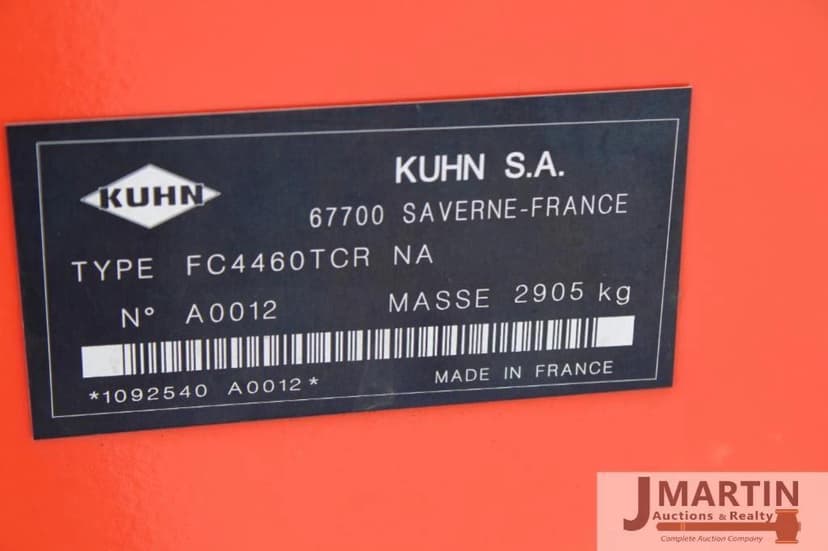 KUHN
KUHN S.A.
67700 SAVERNE-FRANCE
TYPE FC4460TCR NA
N° A0012 MASSE 2905 kg
*1092540 A0012*
MADE IN FRANCE
J MARTIN
Auctions & Realty
Complete Auction Company